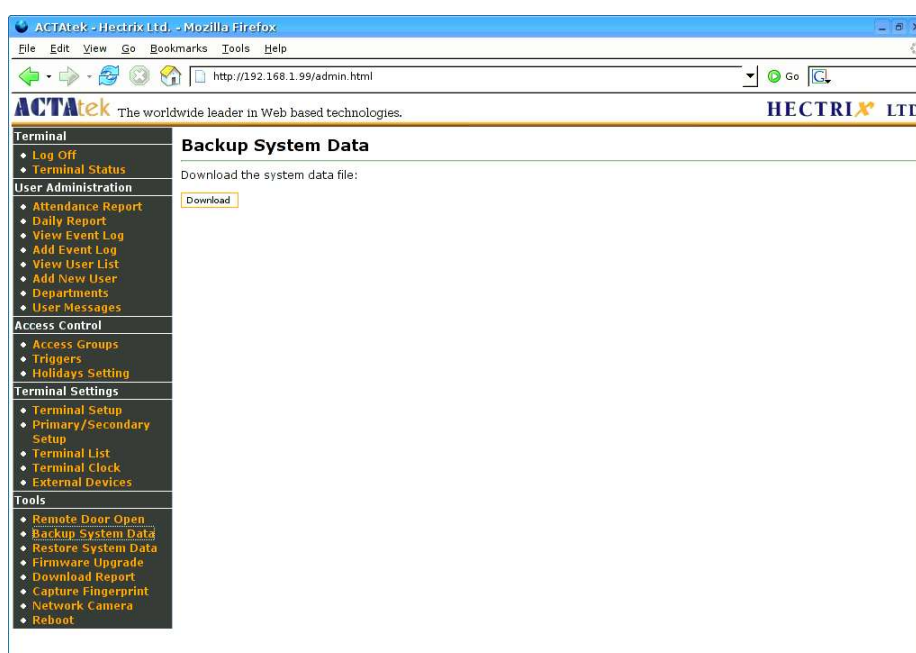 ACTAtek - Hectrix Ltd. - Mozilla Firefox
File Edit View Go Bookmarks Tools Help
http://192.168.1.99/admin.html
Go
ACTAtek The worldwide leader in Web based technologies.
HECTRIX LTD
Terminal
Log Off
Terminal Status
User Administration
Attendance Report
Daily Report
View Event Log
Add Event Log
View User List
Add New User
Departments
User Messages
Access Control
Access Groups
Triggers
Holidays Setting
Terminal Settings
Terminal Setup
Primary/Secondary
Setup
Terminal List
Terminal Clock
External Devices
Tools
Remote Door Open
Backup System Data
Restore System Data
Firmware Upgrade
Download Report
Capture Fingerprint
Network Camera
Reboot
Backup System Data
Download the system data file:
Download